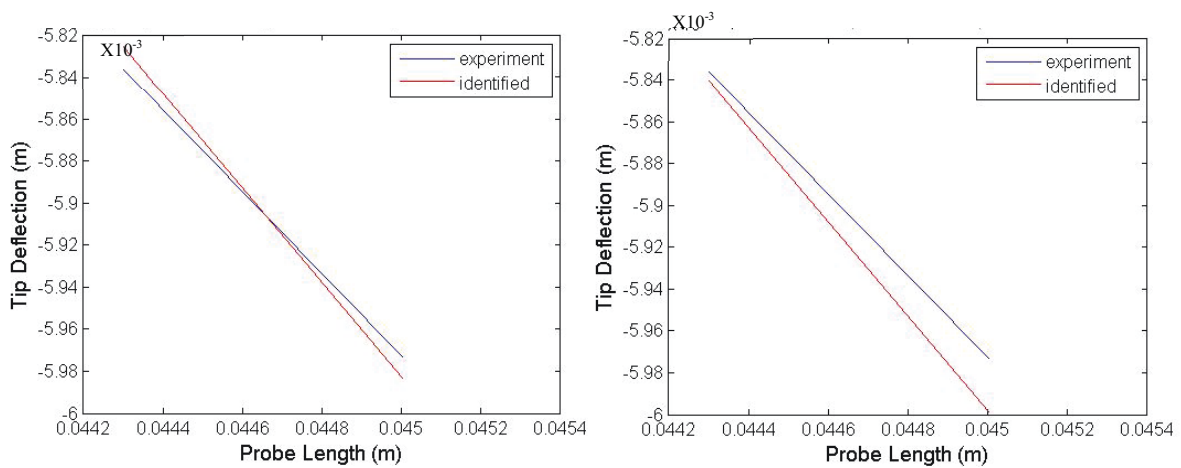 X10-3
-5.82
-5.84
-5.86
-5.88
-5.9
-5.92
-5.94
-5.96
-5.98
-6
Tip Deflection (m)
experiment
identified
0.0442 0.0444 0.0446 0.0448 0.045 0.0452 0.0454
Probe Length (m)
X10-3
-5.82
-5.84
-5.86
-5.88
-5.9
-5.92
-5.94
-5.96
-5.98
-6
Tip Deflection (m)
experiment
identified
0.0442 0.0444 0.0446 0.0448 0.045 0.0452 0.0454
Probe Length (m)